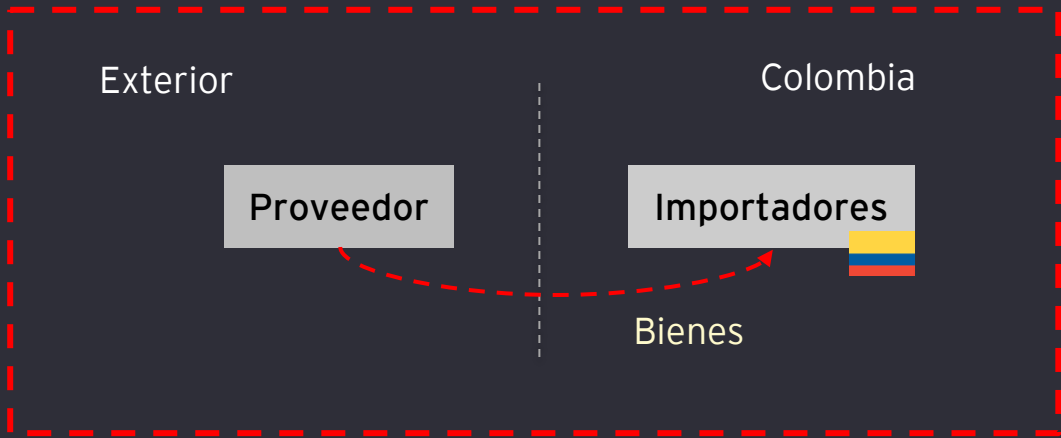 Exterior
Colombia
Proveedor
Importadores
Bienes